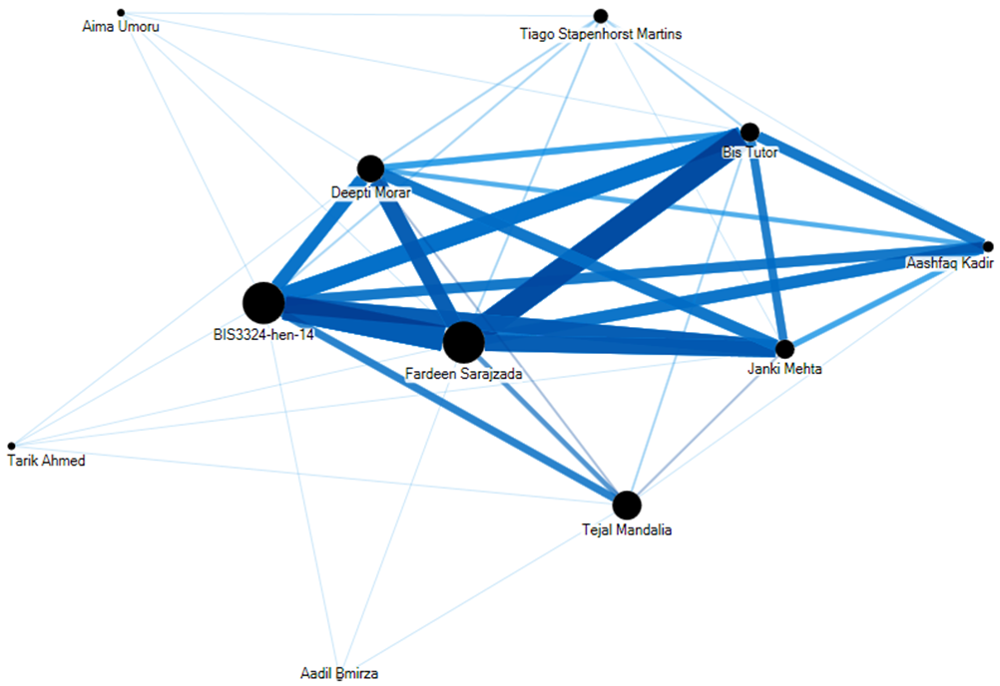 Aima Umoru
Tiago Stapenhorst Martins
Bis Tutor
Deepti Morar
Aashfaq Kadir
BIS3324-hen-14
Fardeen Sarajzada
Janki Mehta
Tarik Ahmed
Tejal Mandalia
Aadil Bmirza